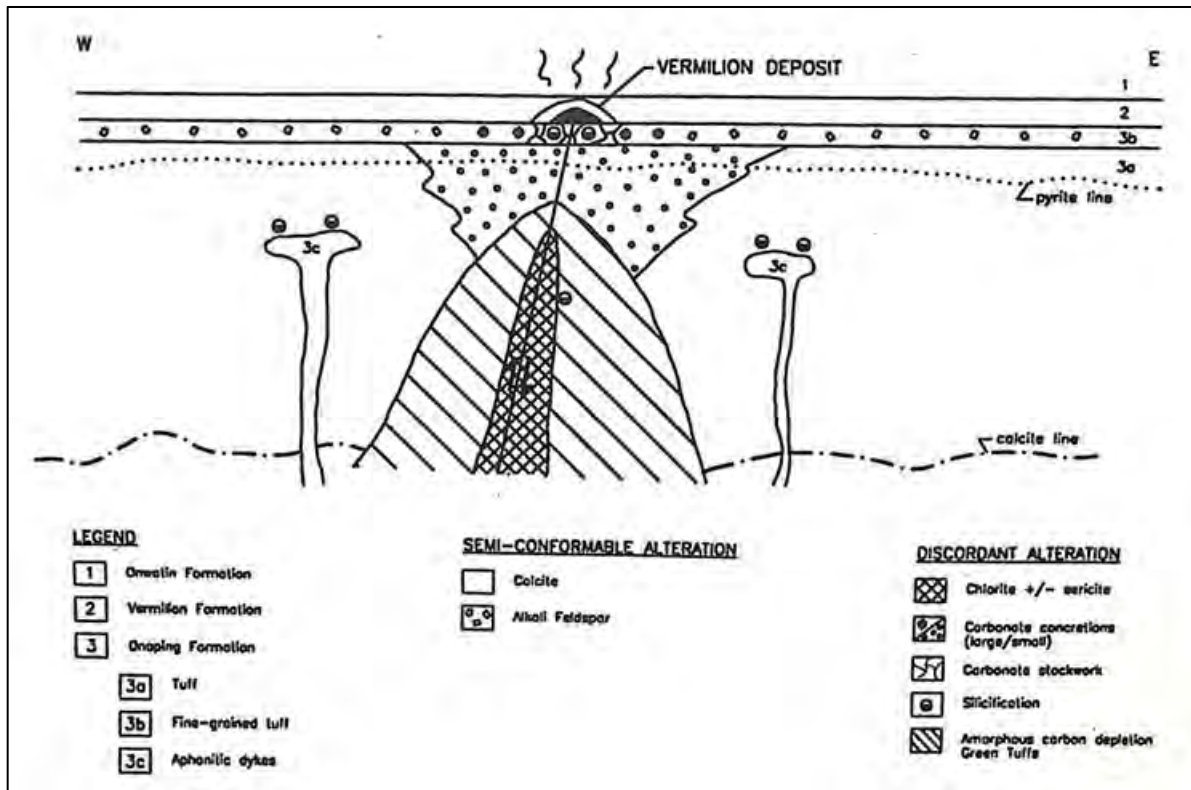 W
E
VERMILION DEPOSIT
1
2
3b
3a
pyrite line
3c
3c
calcite line
LEGEND
1 Onwatin Formation
2 Vermilion Formation
3 Onaping Formation
3a Tuff
3b Fine-grained tuff
3c Aphanitic dykes
SEMI-CONFORMABLE ALTERATION
Calcite
Alkali Feldspar
DISCORDANT ALTERATION
Chlorite +/- sericite
Carbonate concretions
(large/small)
Carbonate stockwork
Silicification
Amorphous carbon depletion
Green Tuffs